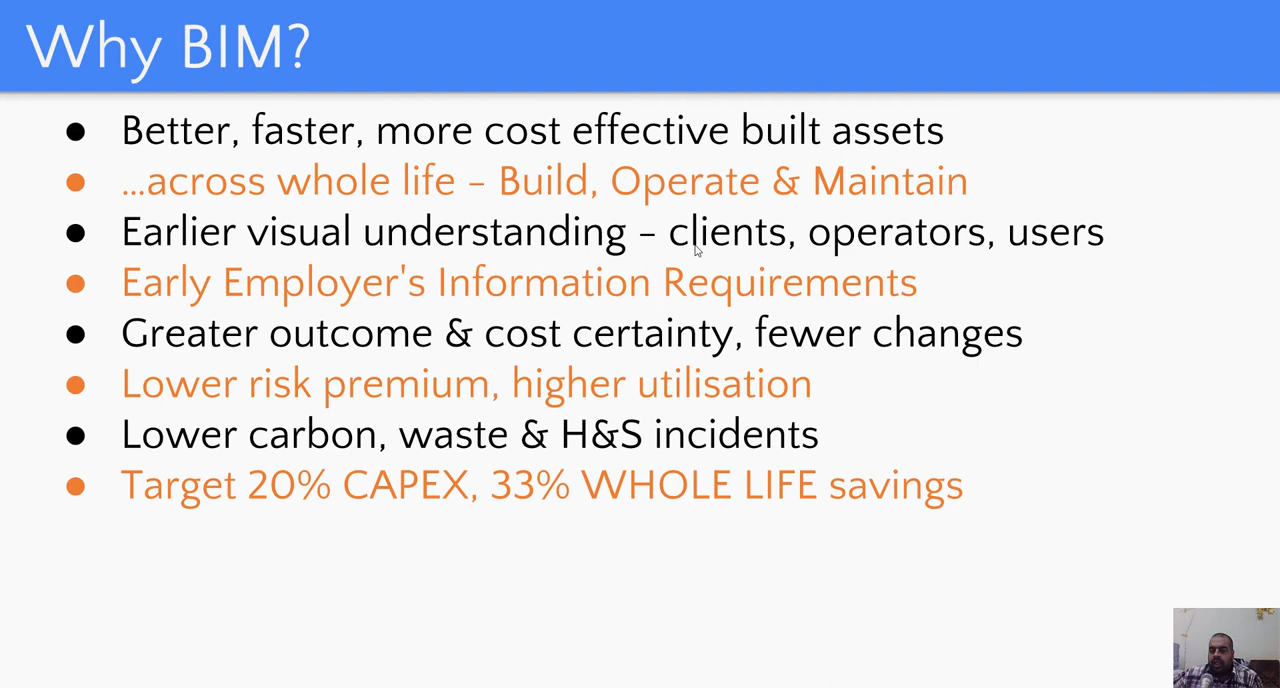 Why BIM?
● Better, faster, more cost effective built assets
● ...across whole life – Build, Operate & Maintain
● Earlier visual understanding – clients, operators, users
● Early Employer's Information Requirements
● Greater outcome & cost certainty, fewer changes
● Lower risk premium, higher utilisation
● Lower carbon, waste & H&S incidents
● Target 20% CAPEX, 33% WHOLE LIFE savings